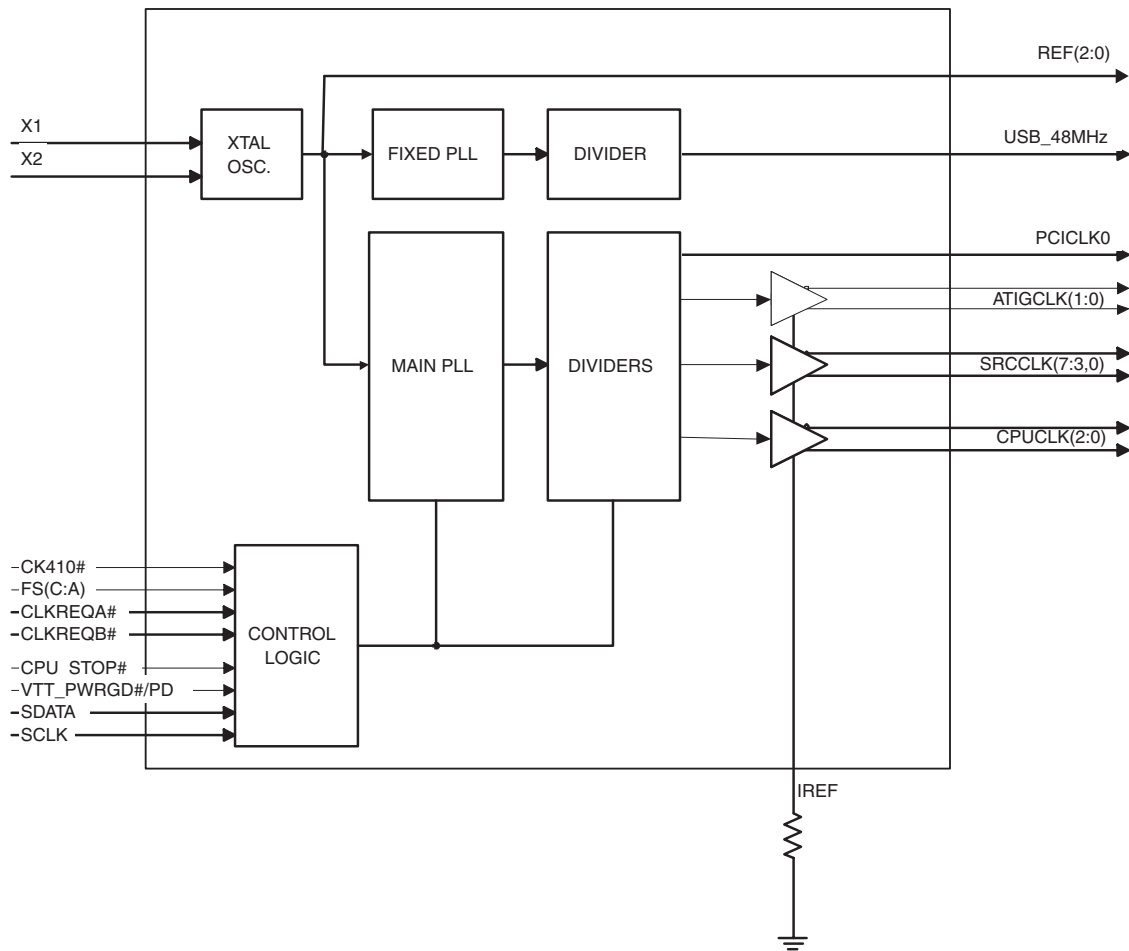 REF(2:0)
X1
X2
XTAL
OSC.
FIXED PLL
DIVIDER
USB_48MHz
PCICLK0
ATIGCLK(1:0)
MAIN PLL
DIVIDERS
SRCCLK(7:3,0)
CPUCLK(2:0)
CK410#
FS(C:A)
CLKREQA#
CLKREQB#
CPU STOP#
VTT_PWRGD#/PD
SDATA
SCLK
CONTROL
LOGIC
IREF